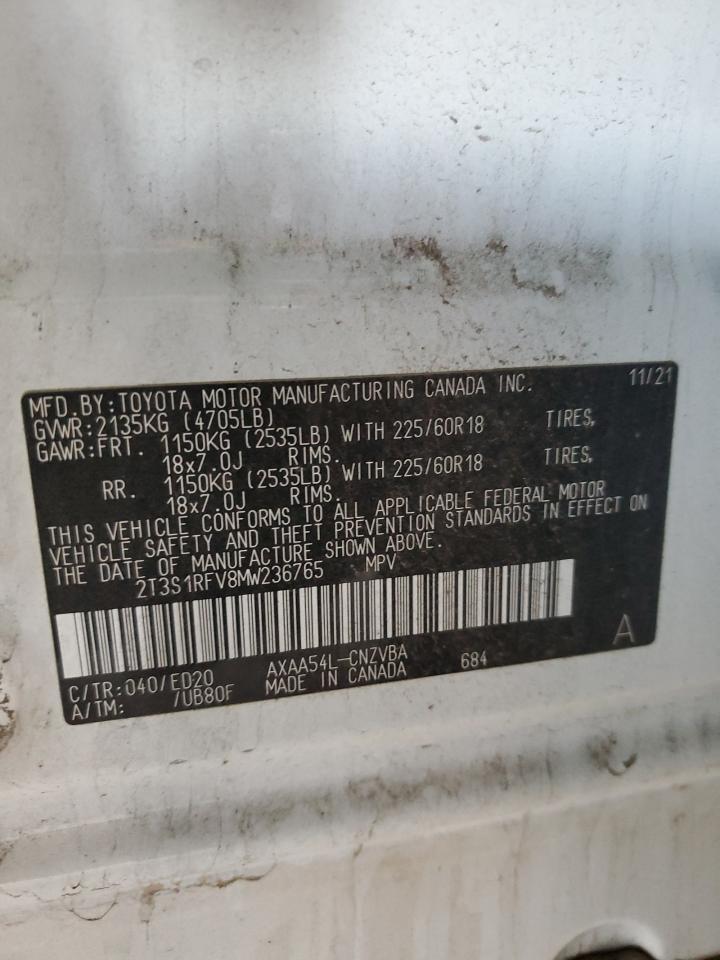 11/21
MFD.BY:TOYOTA MOTOR MANUFACTURING CANADA INC.
GVWR:2135KG (4705LB)
GAWR:FRT. 1150KG (2535LB) WITH 225/60R18 TIRES,
18x7.0J RIMS.
RR. 1150KG (2535LB) WITH 225/60R18 TIRES,
18x7.0J RIMS.
THIS VEHICLE CONFORMS TO ALL APPLICABLE FEDERAL MOTOR
VEHICLE SAFETY AND THEFT PREVENTION STANDARDS IN EFFECT ON
THE DATE OF MANUFACTURE SHOWN ABOVE.
2T3S1RFV8MW236765 MPV
C/TR:040/ED20 AXAA54L-CNZVBA 684 A
A/TM: /UB80F MADE IN CANADA